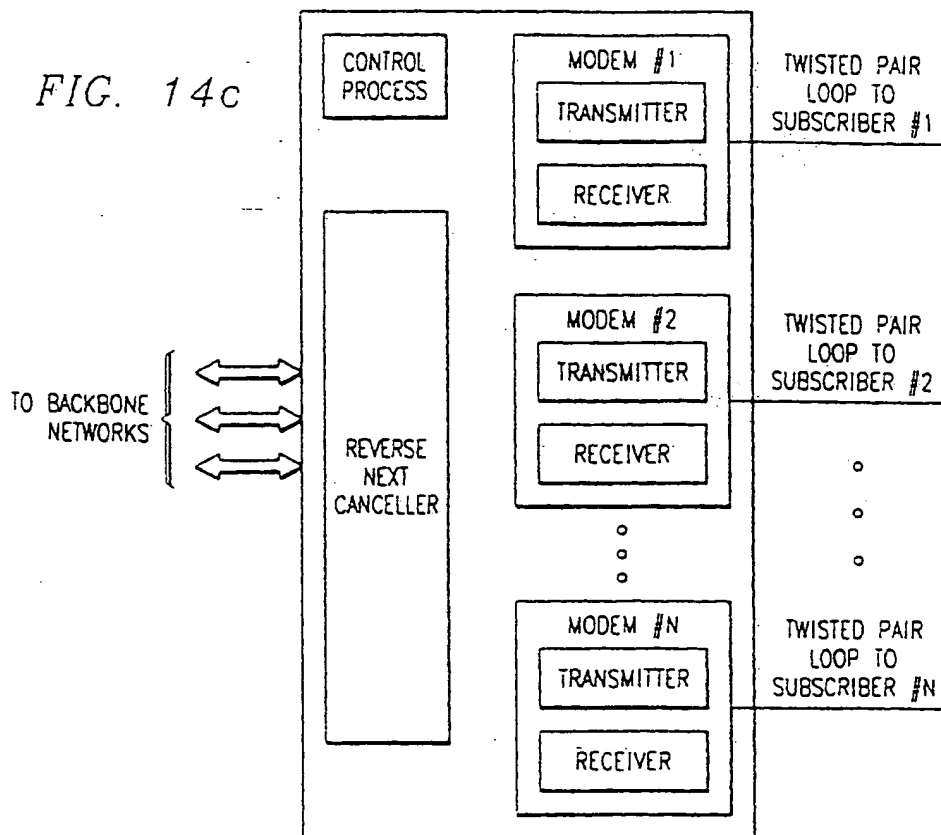 FIG. 14c
CONTROL
PROCESS
MODEM #1
TRANSMITTER
RECEIVER
TWISTED PAIR
LOOP TO
SUBSCRIBER #1
MODEM #2
TRANSMITTER
RECEIVER
TWISTED PAIR
LOOP TO
SUBSCRIBER #2
TO BACKBONE
NETWORKS
REVERSE
NEXT
CANCELLER
MODEM #N
TRANSMITTER
RECEIVER
TWISTED PAIR
LOOP TO
SUBSCRIBER #N